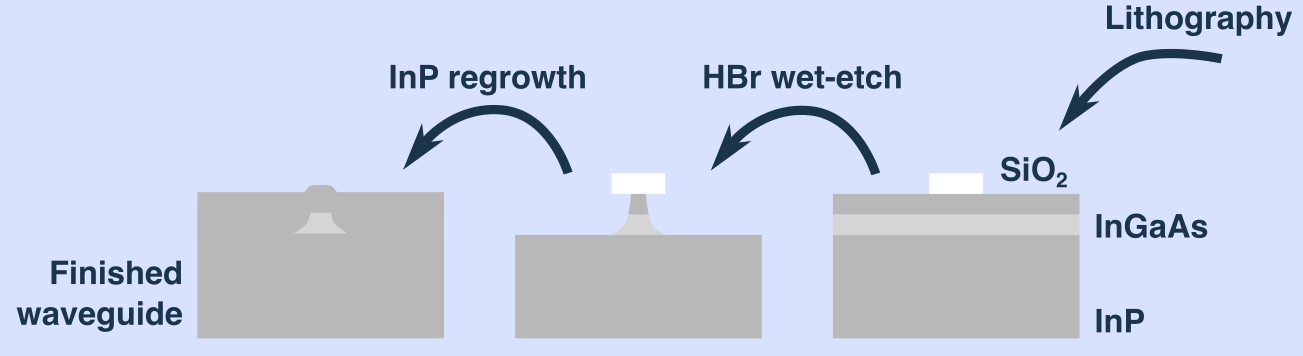 Lithography
InP regrowth
HBr wet-etch
SiO₂
InGaAs
Finished
waveguide
InP